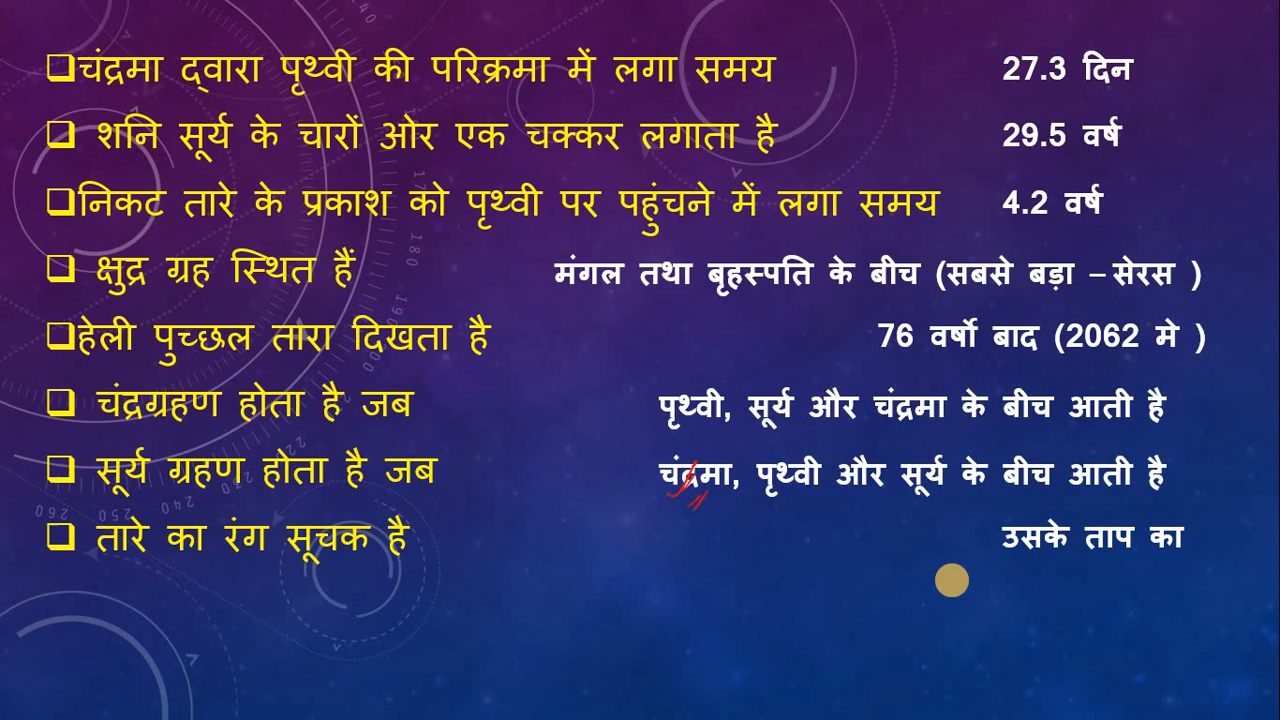 चंद्रमा द्वारा पृथ्वी की परिक्रमा में लगा समय 27.3 दिन
शनि सूर्य के चारों ओर एक चक्कर लगाता है 29.5 वर्ष
निकट तारे के प्रकाश को पृथ्वी पर पहुंचने में लगा समय 4.2 वर्ष
क्षुद्र ग्रह स्थित हैं मंगल तथा बृहस्पति के बीच (सबसे बड़ा – सेरस )
हेली पुच्छल तारा दिखता है 76 वर्षो बाद (2062 मे )
चंद्रग्रहण होता है जब पृथ्वी, सूर्य और चंद्रमा के बीच आती है
सूर्य ग्रहण होता है जब चंद्रमा, पृथ्वी और सूर्य के बीच आती है
तारे का रंग सूचक है उसके ताप का